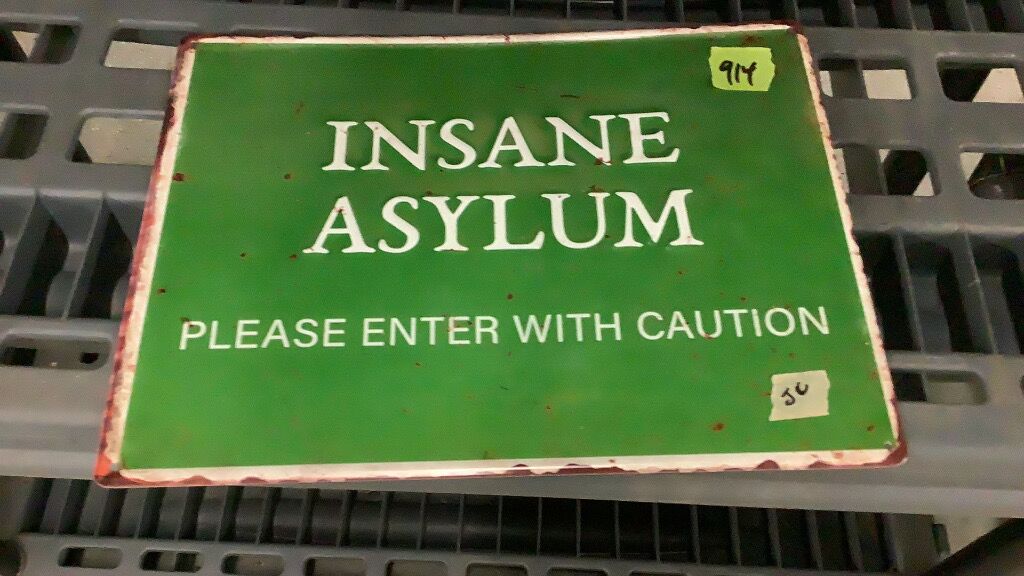 914
INSANE
ASYLUM
PLEASE ENTER WITH CAUTION
JC